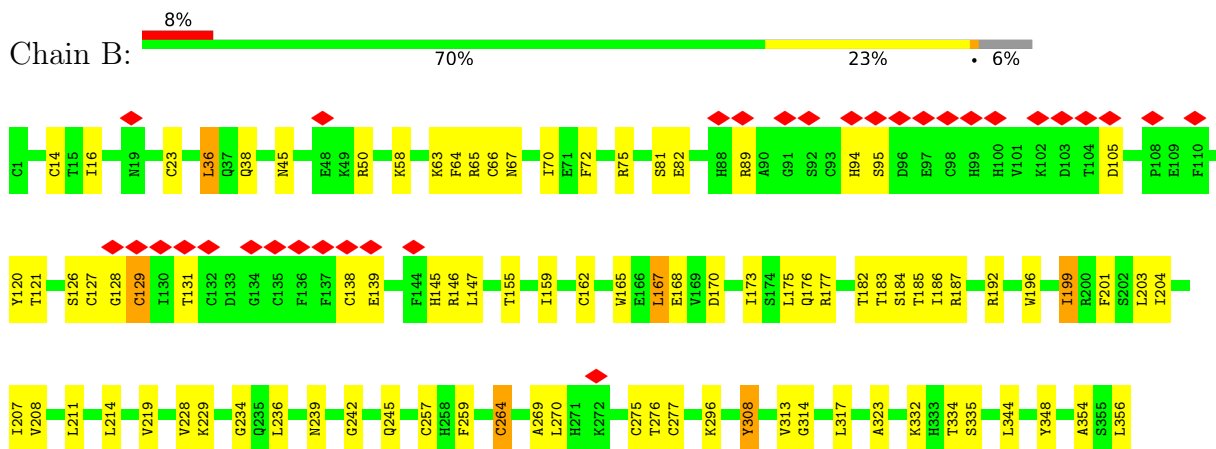 8%
Chain B:
70% 23% • 6%
C1 C14 T15 I16 N19 C23 L36 Q37 Q38 N45 E48 K49 R50 K58 K63 F64 R65 C66 N67 I70 E71 F72 R75 S81 E82 H88 R89 A90 G91 S92 C93 H94 S95 D96 E97 C98 H99 H100 V101 K102 D103 T104 D105 P108 E109 F110
Y120 T121 S126 C127 G128 C129 I130 T131 C132 D133 G134 C135 F136 F137 C138 E139 F144 H145 R146 L147 T155 I159 C162 W165 E166 L167 E168 V169 D170 I173 S174 L175 Q176 R177 T182 T183 S184 T185 I186 R187 R192 W196 I199 R200 F201 S202 L203 I204
I207 V208 L211 L214 V219 V228 K229 G234 Q235 L236 N239 G242 Q245 C257 H258 F259 C264 A269 L270 H271 K272 C275 T276 C277 K296 Y308 V313 G314 L317 A323 K332 H333 T334 S335 L344 Y348 A354 S355 L356